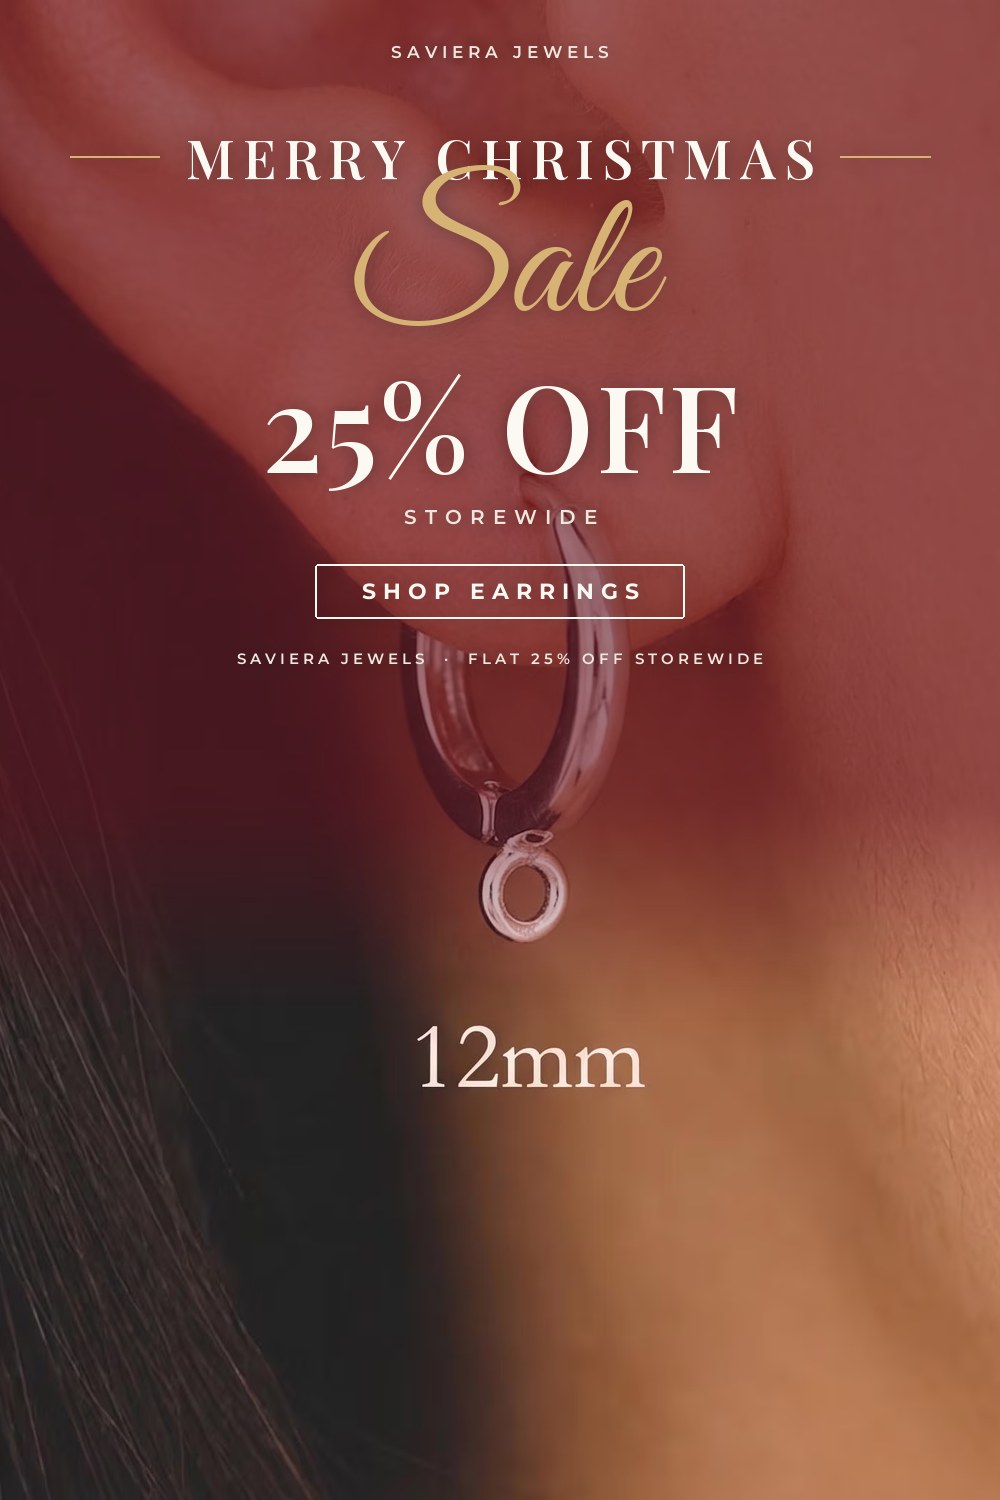 SAVIERA JEWELS
MERRY CHRISTMAS
Sale
25% OFF
STOREWIDE
SHOP EARRINGS
SAVIERA JEWELS · FLAT 25% OFF STOREWIDE
12mm